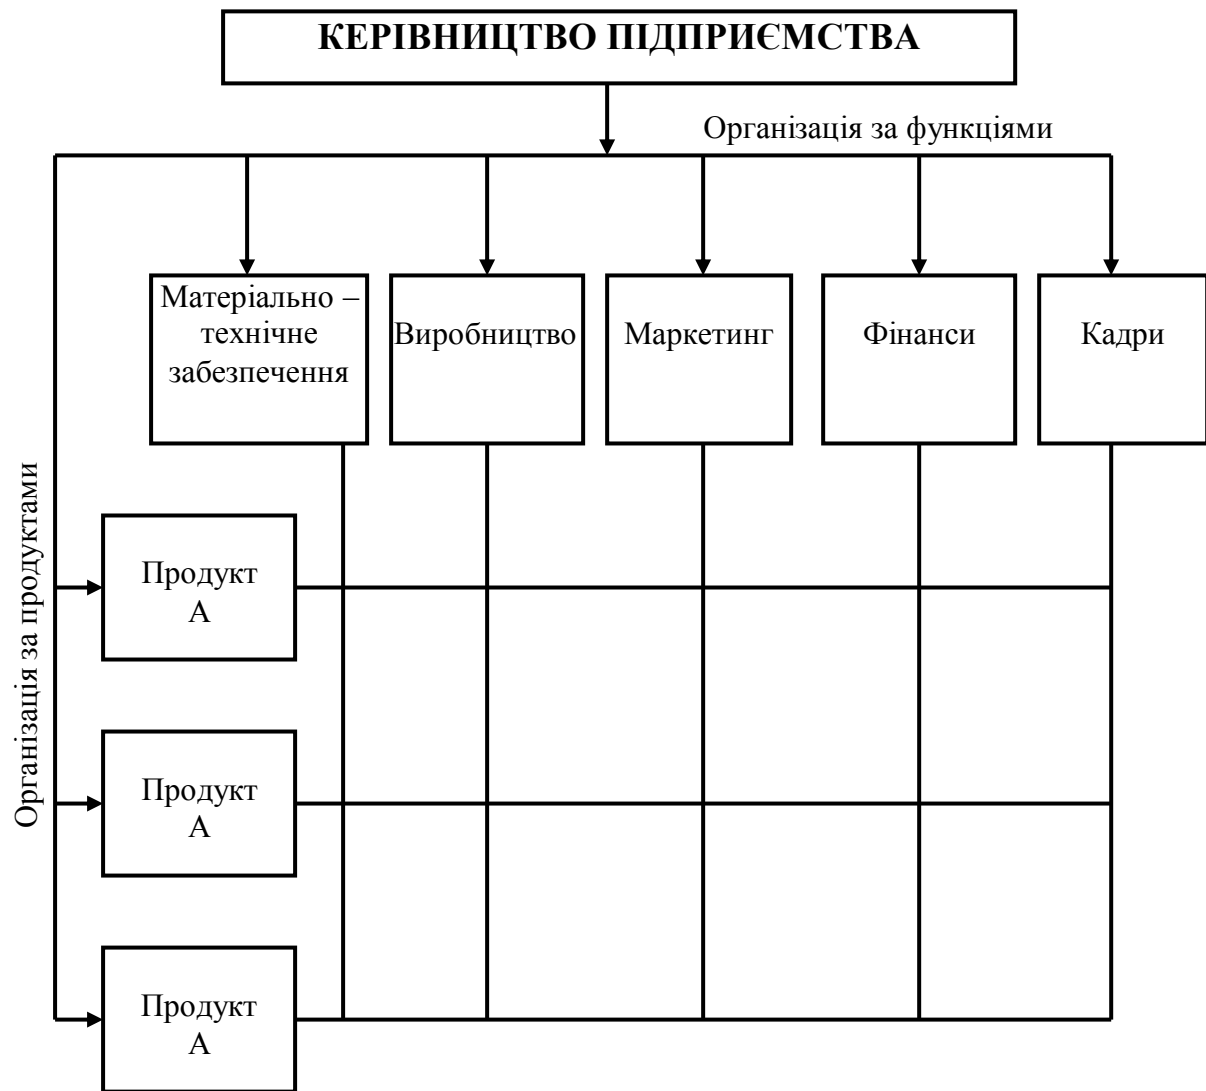 КЕРІВНИЦТВО ПІДПРИЄМСТВА
Організація за функціями
Матеріально –
технічне
забезпечення
Виробництво
Маркетинг
Фінанси
Кадри
Організація за продуктами
Продукт
А
Продукт
А
Продукт
А